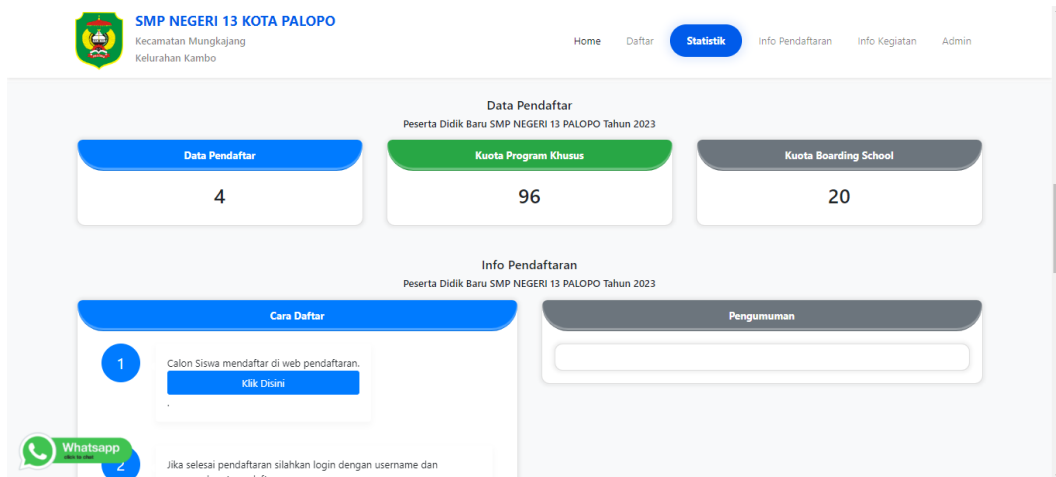 SMP NEGERI 13 KOTA PALOPO
Kecamatan Mungkajang
Kelurahan Kambo
Home Daftar Statistik Info Pendaftaran Info Kegiatan Admin
Data Pendaftar
Peserta Didik Baru SMP NEGERI 13 PALOPO Tahun 2023
Data Pendaftar
4
Kuota Program Khusus
96
Kuota Boarding School
20
Info Pendaftaran
Peserta Didik Baru SMP NEGERI 13 PALOPO Tahun 2023
Cara Daftar
1
Calon Siswa mendaftar di web pendaftaran.
Klik Disini
.
2
Jika selesai pendaftaran silahkan login dengan username dan
Pengumuman
Whatsapp
click to chat